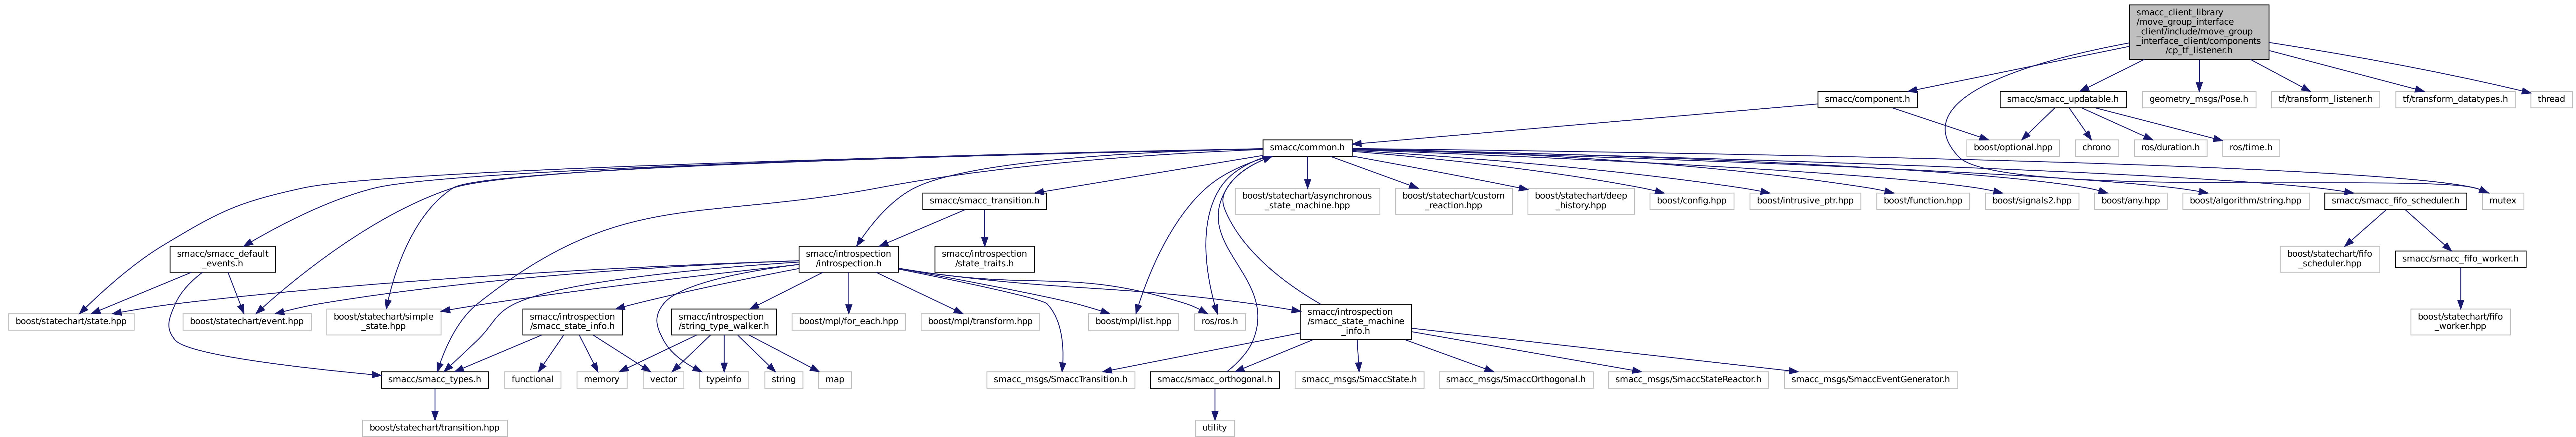 smacc_client_library
/move_group_interface
_client/include/move_group
_interface_client/components
/cp_tf_listener.h
smacc/component.h
smacc/smacc_updatable.h
geometry_msgs/Pose.h
tf/transform_listener.h
tf/transform_datatypes.h
thread
smacc/common.h
boost/optional.hpp
chrono
ros/duration.h
ros/time.h
smacc/smacc_transition.h
boost/statechart/asynchronous
_state_machine.hpp
boost/statechart/custom
_reaction.hpp
boost/statechart/deep
_history.hpp
boost/config.hpp
boost/intrusive_ptr.hpp
boost/function.hpp
boost/signals2.hpp
boost/any.hpp
boost/algorithm/string.hpp
smacc/smacc_fifo_scheduler.h
mutex
smacc/smacc_default
_events.h
smacc/introspection
/introspection.h
smacc/introspection
/state_traits.h
boost/statechart/fifo
_scheduler.hpp
smacc/smacc_fifo_worker.h
boost/statechart/state.hpp
boost/statechart/event.hpp
boost/statechart/simple
_state.hpp
smacc/introspection
/smacc_state_info.h
smacc/introspection
/string_type_walker.h
boost/mpl/for_each.hpp
boost/mpl/transform.hpp
boost/mpl/list.hpp
ros/ros.h
smacc/introspection
/smacc_state_machine
_info.h
boost/statechart/fifo
_worker.hpp
smacc/smacc_types.h
functional
memory
vector
typeinfo
string
map
smacc_msgs/SmaccTransition.h
smacc/smacc_orthogonal.h
smacc_msgs/SmaccState.h
smacc_msgs/SmaccOrthogonal.h
smacc_msgs/SmaccStateReactor.h
smacc_msgs/SmaccEventGenerator.h
boost/statechart/transition.hpp
utility